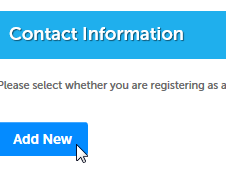 Contact Information
Please select whether you are registering as a
Add New